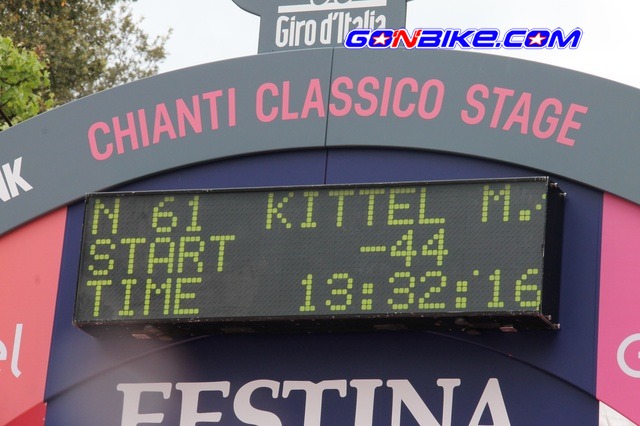 Giro d'Italia
GONBIKE.COM
CHIANTI CLASSICO STAGE
N 61 KITTEL M.
START -44
TIME 13:32:16
FESTINA